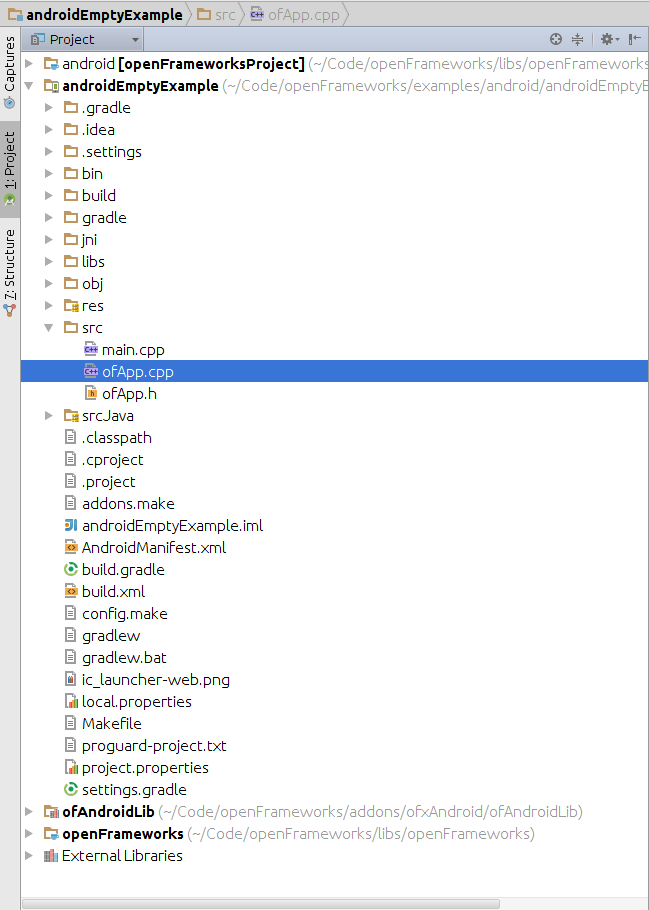 androidEmptyExample src ofApp.cpp
Project
Captures
1: Project
7: Structure
android [openFrameworksProject] (~/Code/openFrameworks/libs/openFrameworks
androidEmptyExample (~/Code/openFrameworks/examples/android/androidEmptyE
.gradle
.idea
.settings
bin
build
gradle
jni
libs
obj
res
src
main.cpp
ofApp.cpp
ofApp.h
srcJava
.classpath
.cproject
.project
addons.make
androidEmptyExample.iml
AndroidManifest.xml
build.gradle
build.xml
config.make
gradlew
gradlew.bat
ic_launcher-web.png
local.properties
Makefile
proguard-project.txt
project.properties
settings.gradle
ofAndroidLib (~/Code/openFrameworks/addons/ofxAndroid/ofAndroidLib)
openFrameworks (~/Code/openFrameworks/libs/openFrameworks)
External Libraries